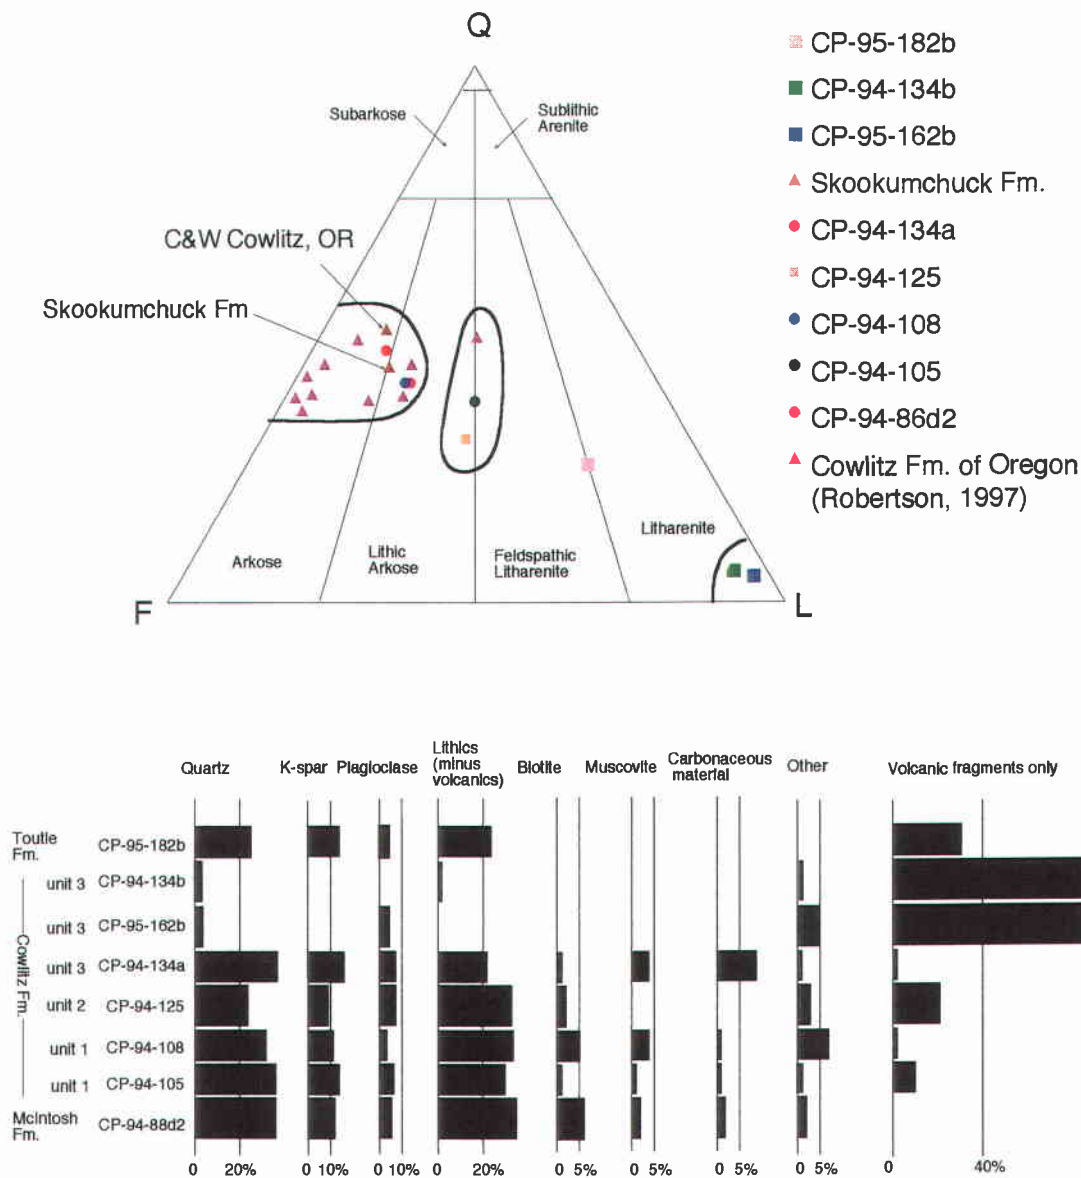 Q
Subarkose
Sublithic
Arenite
C&W Cowlitz, OR
Skookumchuck Fm
Arkose
Lithic
Arkose
Feldspathic
Litharenite
Litharenite
F
L
CP-95-182b
CP-94-134b
CP-95-162b
Skookumchuck Fm.
CP-94-134a
CP-94-125
CP-94-108
CP-94-105
CP-94-86d2
Cowlitz Fm. of Oregon
(Robertson, 1997)
Quartz
K-spar
Plagioclase
Lithics
(minus
volcanics)
Biotite
Muscovite
Carbonaceous
material
Other
Volcanic fragments only
Toutle
Fm.
CP-95-182b
unit 3 CP-94-134b
unit 3 CP-95-162b
Cowlitz Fm.
unit 3 CP-94-134a
unit 2 CP-94-125
unit 1 CP-94-108
unit 1 CP-94-105
McIntosh
Fm.
CP-94-88d2
0 20% 0 10% 0 10% 0 20% 0 5% 0 5% 0 5% 0 5% 0 40%